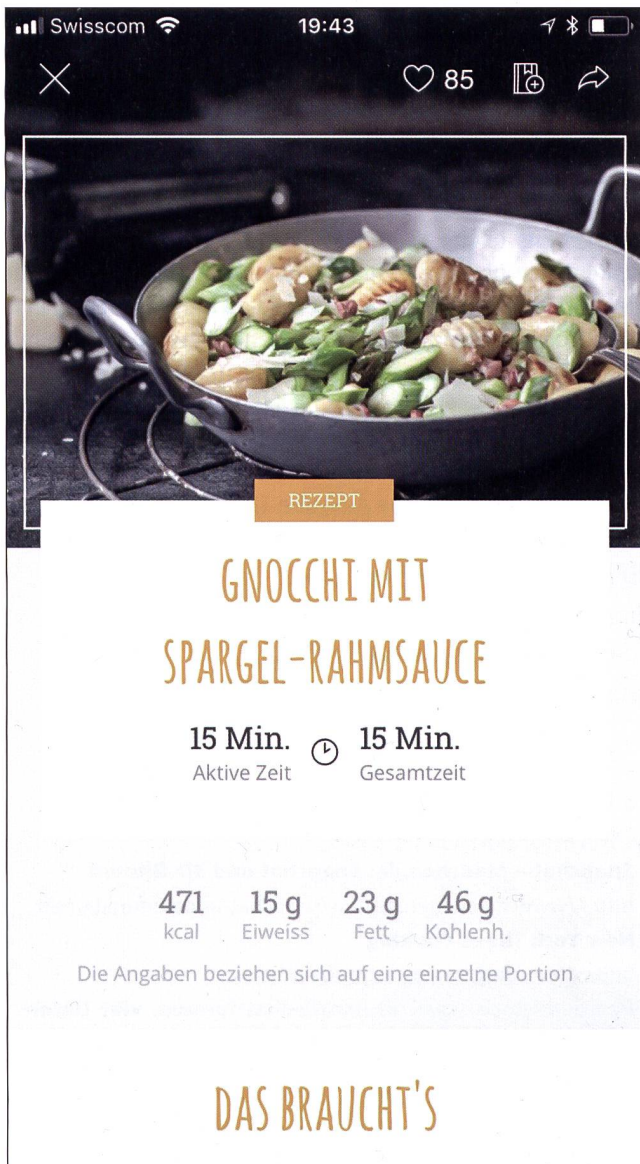 Swisscom 19:43
85
REZEPT
GNOCCHI MIT
SPARGEL-RAHMSAUCE
15 Min. 15 Min.
Aktive Zeit Gesamtzeit
471 15 g 23 g 46 g
kcal Eiweiss Fett Kohlenh.
Die Angaben beziehen sich auf eine einzelne Portion
DAS BRAUCHT'S